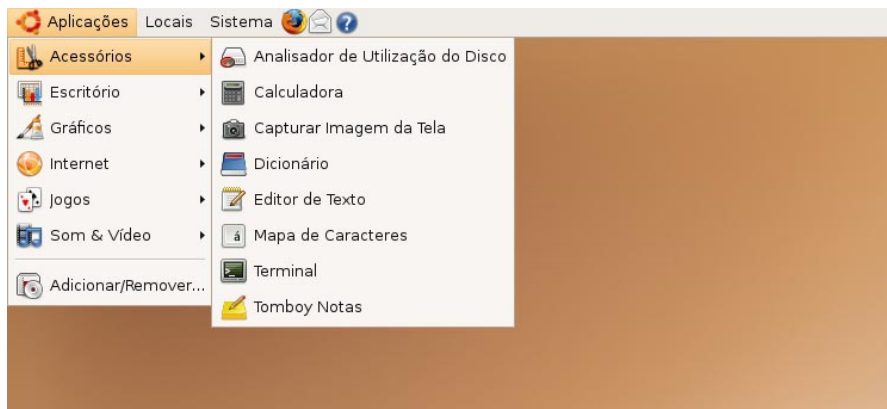 Aplicações Locais Sistema
Acessórios
Escritório
Gráficos
Internet
Jogos
Som & Vídeo
Adicionar/Remover...
Analisador de Utilização do Disco
Calculadora
Capturar Imagem da Tela
Dicionário
Editor de Texto
á Mapa de Caracteres
Terminal
Tomboy Notas